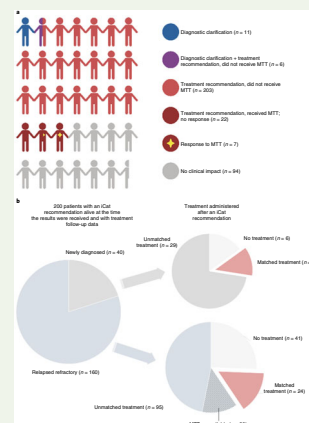 a
Diagnostic clarification (n = 11)
Diagnostic clarification + treatment
recommendation, did not receive MTT (n = 6)
Treatment recommendation, did not receive
MTT (n = 203)
Treatment recommendation, received MTT;
no response (n = 22)
Response to MTT (n = 7)
No clinical impact (n = 94)
b
200 patients with an iCat
recommendation alive at the time
the results were received and with treatment
follow-up data
Treatment administered
after an iCat
recommendation
Newly diagnosed (n = 40)
Unmatched
treatment (n = 29)
No treatment (n = 6)
Matched treatment (n
No treatment (n = 41)
Relapsed refractory (n = 160)
Matched
treatment
(n = 24)
Unmatched treatment (n = 95)